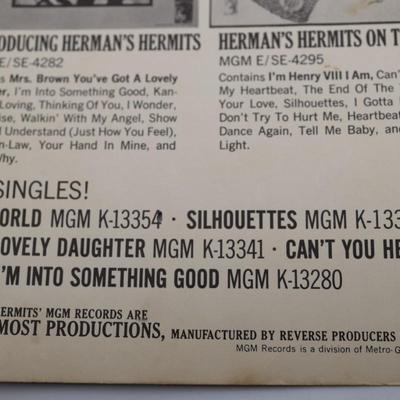 ODUCING HERMAN'S HERMITS
E/SE-4282
s Mrs. Brown You've Got A Lovely
er, I'm Into Something Good, Kan-
Loving, Thinking Of You, I Wonder,
ise, Walkin' With My Angel, Show
d Understand (Just How You Feel),
n-Law, Your Hand In Mine, and
Why.
HERMAN'S HERMITS ON T
MGM E/SE-4295
Contains I'm Henry VIII I Am, Can'
My Heartbeat, The End Of The
Your Love, Silhouettes, I Gotta
Don't Try To Hurt Me, Heartbeat
Dance Again, Tell Me Baby, and
Light.
SINGLES!
ORLD MGM K-13354 · SILHOUETTES MGM K-133
LOVELY DAUGHTER MGM K-13341 · CAN'T YOU HE
I'M INTO SOMETHING GOOD MGM K-13280
HERMITS' MGM RECORDS ARE
MOST PRODUCTIONS, MANUFACTURED BY REVERSE PRODUCERS
MGM Records is a division of Metro-G